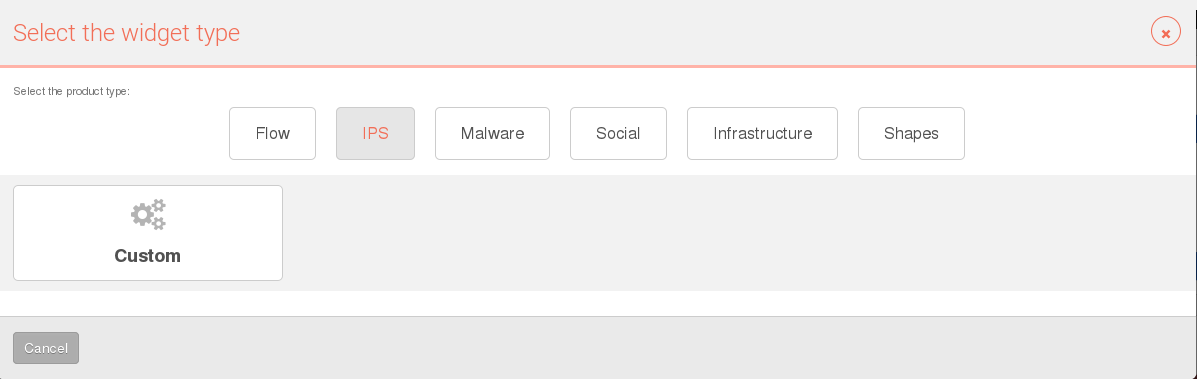 Select the widget type
Select the product type:
Flow IPS Malware Social Infrastructure Shapes
Custom
Cancel